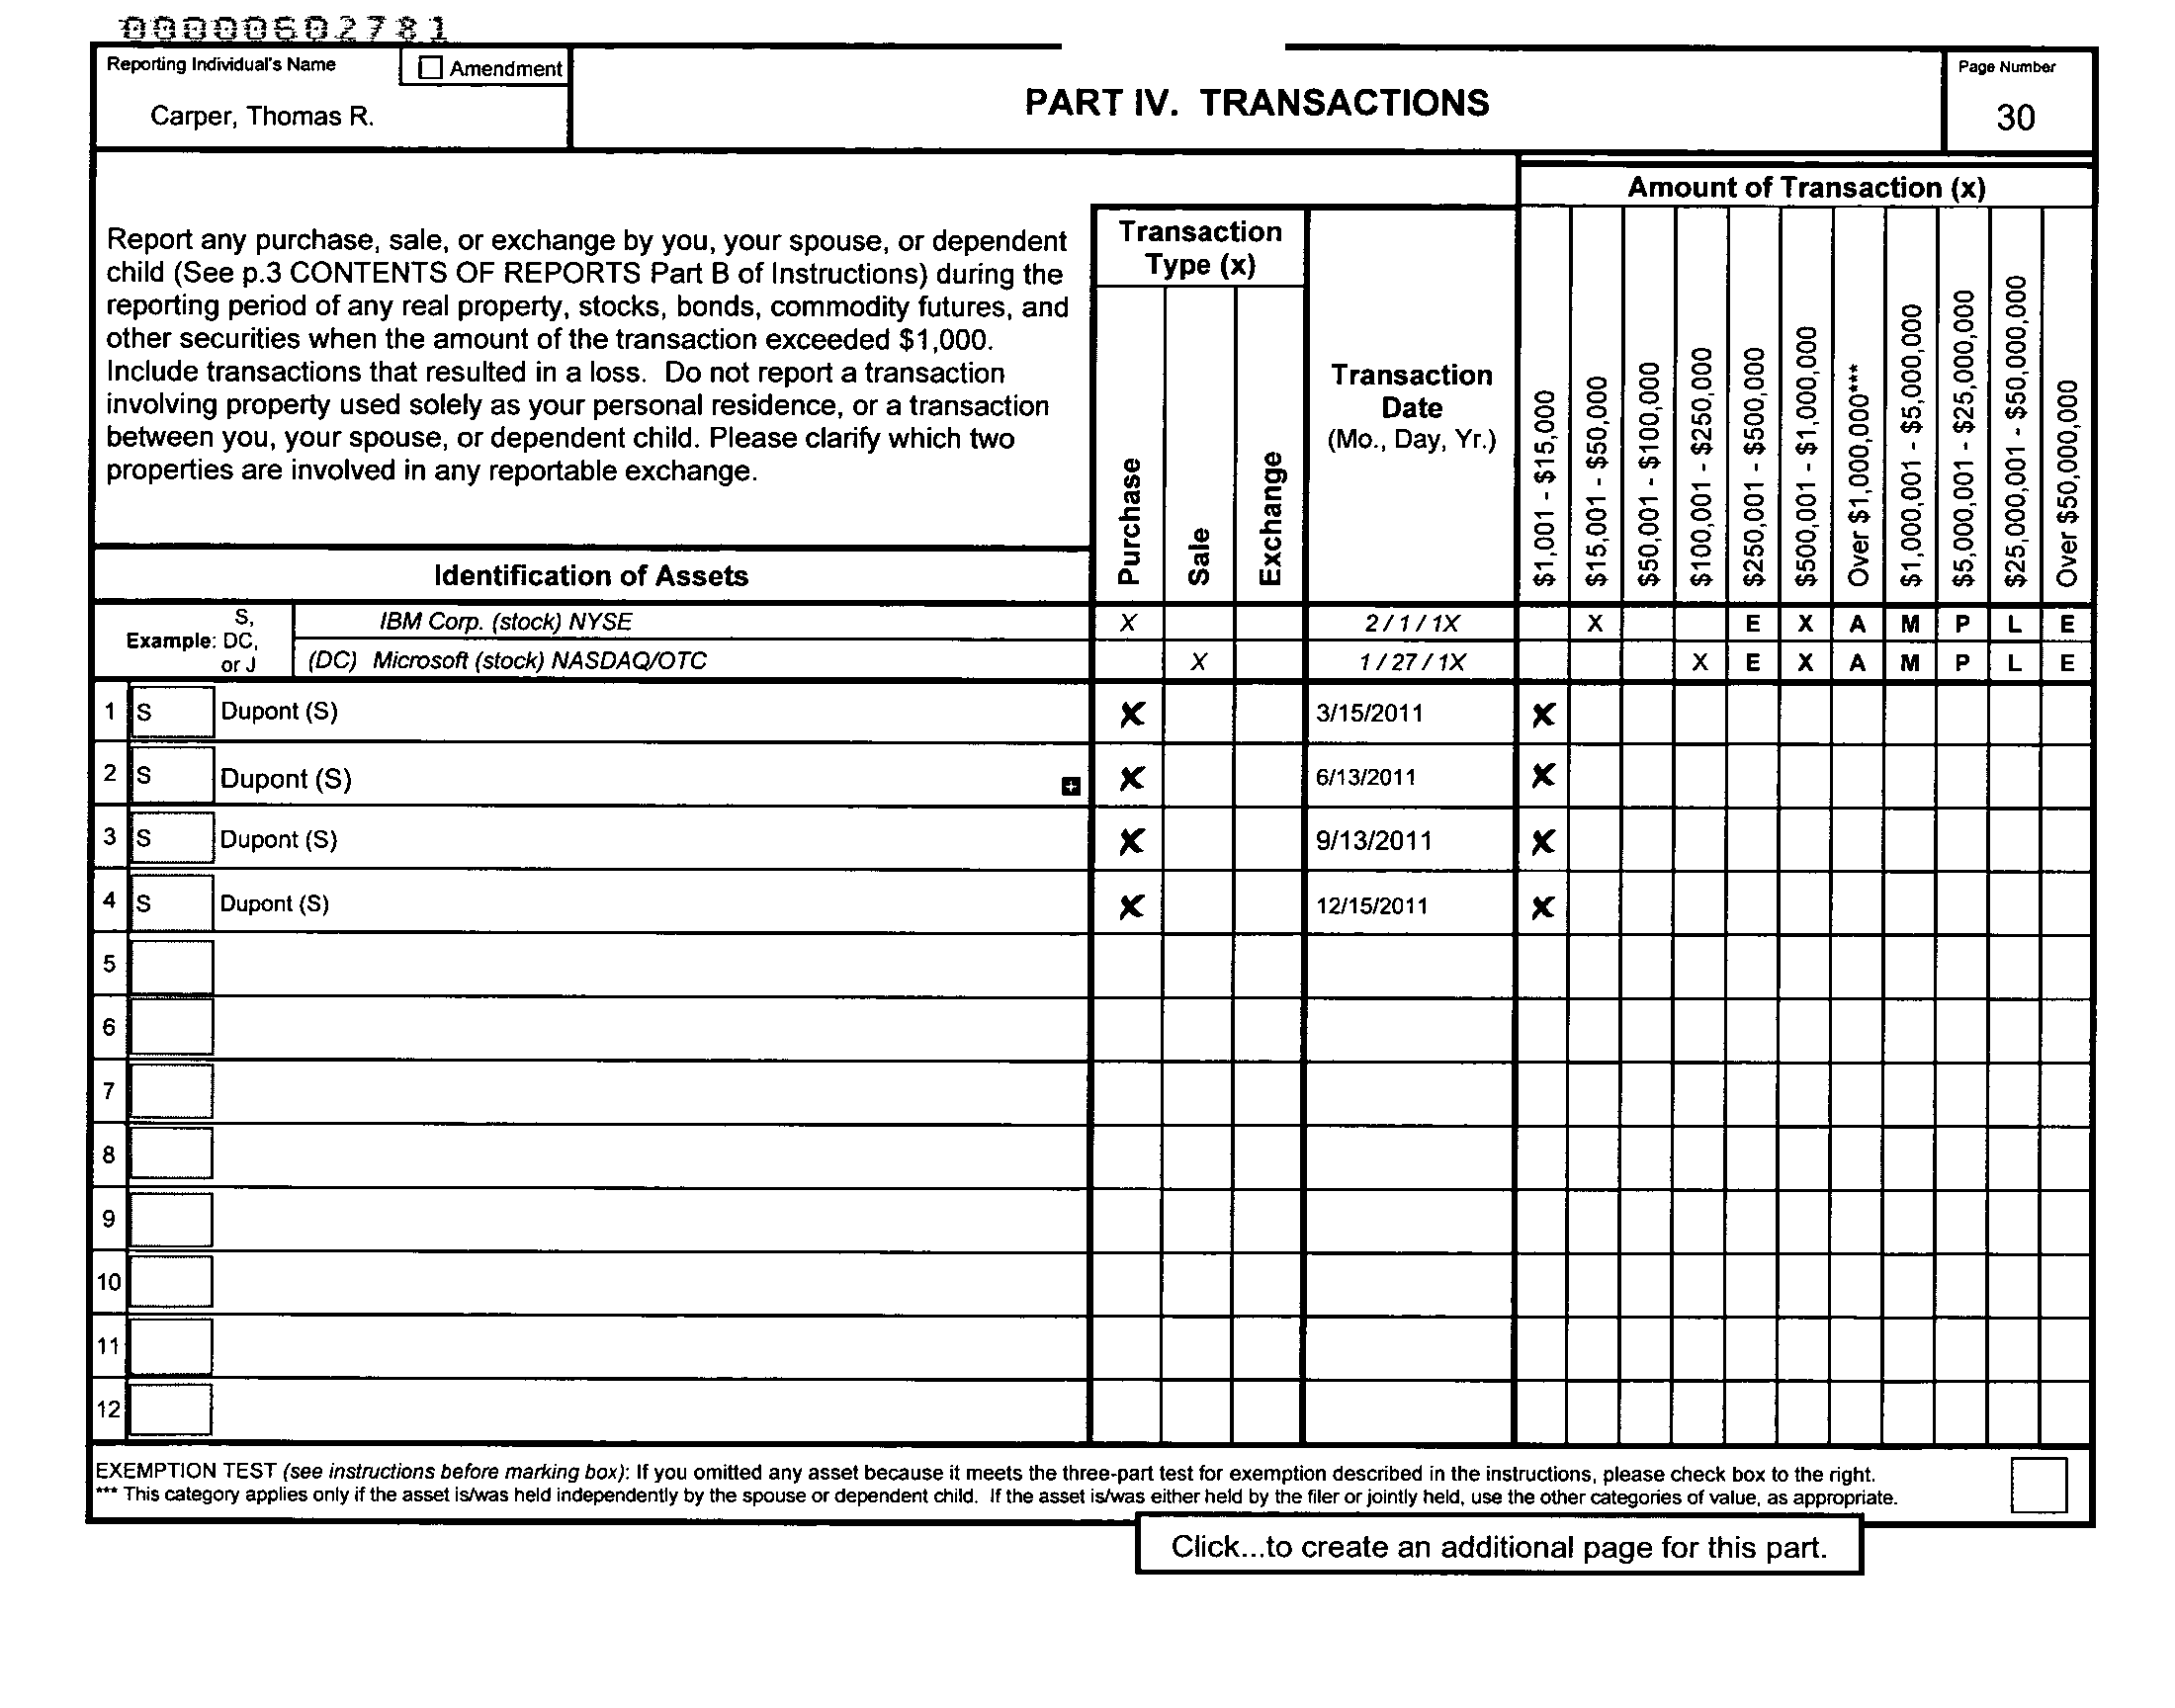 00000602781
Reporting Individual's Name
Amendment
Carper, Thomas R.
PART IV. TRANSACTIONS
Page Number
30
Amount of Transaction (x)
Report any purchase, sale, or exchange by you, your spouse, or dependent
child (See p.3 CONTENTS OF REPORTS Part B of Instructions) during the
reporting period of any real property, stocks, bonds, commodity futures, and
other securities when the amount of the transaction exceeded $1,000.
Include transactions that resulted in a loss. Do not report a transaction
involving property used solely as your personal residence, or a transaction
between you, your spouse, or dependent child. Please clarify which two
properties are involved in any reportable exchange.
Transaction
Type (x)
Purchase
Sale
Exchange
Transaction
Date
(Mo., Day, Yr.)
$1,001 - $15,000
$15,001 - $50,000
$50,001 - $100,000
$100,001 - $250,000
$250,001 - $500,000
$500,001 - $1,000,000
Over $1,000,000***
$1,000,001 - $5,000,000
$5,000,001 - $25,000,000
$25,000,001 - $50,000,000
Over $50,000,000
Identification of Assets
Example: S, DC, or J
IBM Corp. (stock) NYSE X 2 / 1 / 1X X E X A M P L E
(DC) Microsoft (stock) NASDAQ/OTC X 1 / 27 / 1X X E X A M P L E
1 S Dupont (S) X 3/15/2011 X
2 S Dupont (S) + X 6/13/2011 X
3 S Dupont (S) X 9/13/2011 X
4 S Dupont (S) X 12/15/2011 X
5
6
7
8
9
10
11
12
EXEMPTION TEST (see instructions before marking box): If you omitted any asset because it meets the three-part test for exemption described in the instructions, please check box to the right.
*** This category applies only if the asset is/was held independently by the spouse or dependent child. If the asset is/was either held by the filer or jointly held, use the other categories of value, as appropriate.
Click...to create an additional page for this part.